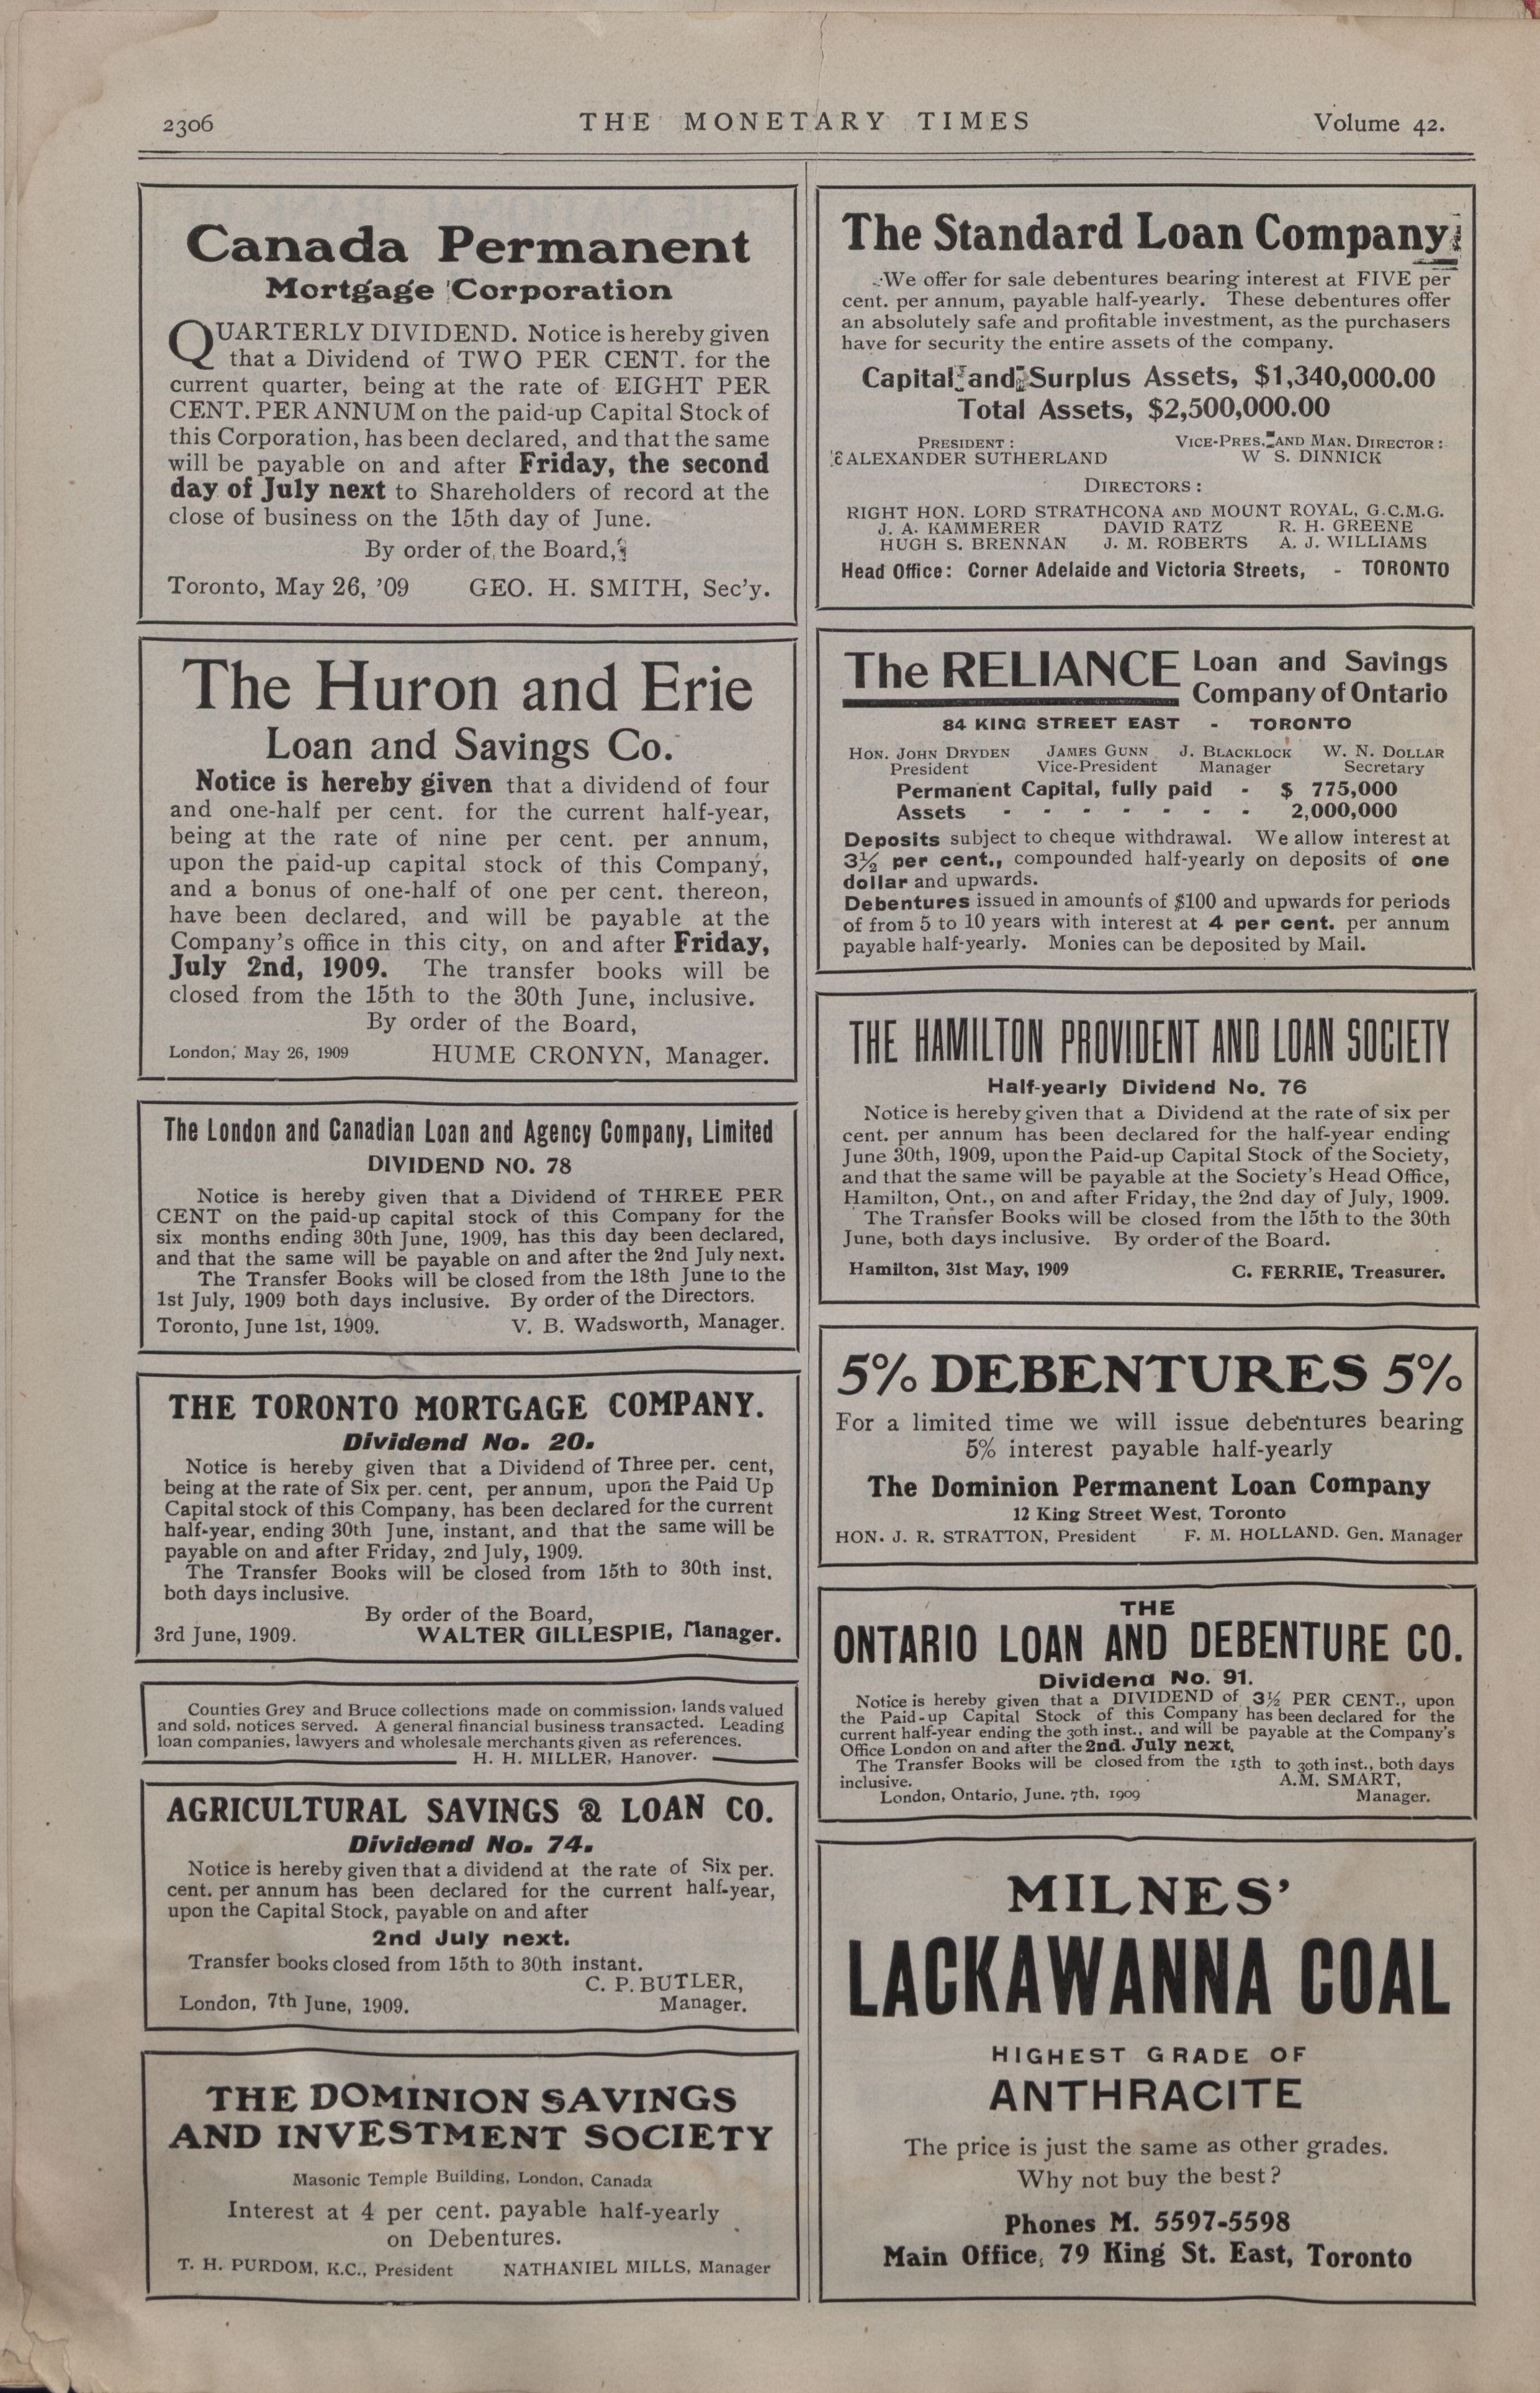 2306
THE MONETARY TIMES
Volume 42.
Canada Permanent
Mortgage Corporation
QUARTERLY DIVIDEND. Notice is hereby given
that a Dividend of TWO PER CENT. for the
current quarter, being at the rate of EIGHT PER
CENT. PER ANNUM on the paid-up Capital Stock of
this Corporation, has been declared, and that the same
will be payable on and after Friday, the second
day of July next to Shareholders of record at the
close of business on the 15th day of June.
By order of the Board,
Toronto, May 26, '09 GEO. H. SMITH, Sec'y.
The Huron and Erie
Loan and Savings Co.
Notice is hereby given that a dividend of four
and one-half per cent. for the current half-year,
being at the rate of nine per cent. per annum,
upon the paid-up capital stock of this Company,
and a bonus of one-half of one per cent. thereon,
have been declared, and will be payable at the
Company's office in this city, on and after Friday,
July 2nd, 1909. The transfer books will be
closed from the 15th to the 30th June, inclusive.
By order of the Board,
London, May 26, 1909 HUME CRONYN, Manager.
The London and Canadian Loan and Agency Company, Limited
DIVIDEND NO. 78
Notice is hereby given that a Dividend of THREE PER
CENT on the paid-up capital stock of this Company for the
six months ending 30th June, 1909, has this day been declared,
and that the same will be payable on and after the 2nd July next.
The Transfer Books will be closed from the 18th June to the
1st July, 1909 both days inclusive. By order of the Directors.
Toronto, June 1st, 1909. V. B. Wadsworth, Manager.
THE TORONTO MORTGAGE COMPANY.
Dividend No. 20.
Notice is hereby given that a Dividend of Three per. cent,
being at the rate of Six per. cent, per annum, upon the Paid Up
Capital stock of this Company, has been declared for the current
half-year, ending 30th June, instant, and that the same will be
payable on and after Friday, 2nd July, 1909.
The Transfer Books will be closed from 15th to 30th inst.
both days inclusive.
By order of the Board,
3rd June, 1909. WALTER GILLESPIE, Manager.
Counties Grey and Bruce collections made on commission, lands valued
and sold, notices served. A general financial business transacted. Leading
loan companies, lawyers and wholesale merchants given as references.
H. H. MILLER, Hanover.
AGRICULTURAL SAVINGS & LOAN CO.
Dividend No. 74.
Notice is hereby given that a dividend at the rate of Six per.
cent. per annum has been declared for the current half-year,
upon the Capital Stock, payable on and after
2nd July next.
Transfer books closed from 15th to 30th instant.
C. P. BUTLER,
London, 7th June, 1909. Manager.
THE DOMINION SAVINGS
AND INVESTMENT SOCIETY
Masonic Temple Building, London, Canada
Interest at 4 per cent. payable half-yearly
on Debentures.
T. H. PURDOM, K.C., President NATHANIEL MILLS, Manager
The Standard Loan Company
We offer for sale debentures bearing interest at FIVE per
cent. per annum, payable half-yearly. These debentures offer
an absolutely safe and profitable investment, as the purchasers
have for security the entire assets of the company.
Capital and Surplus Assets, $1,340,000.00
Total Assets, $2,500,000.00
PRESIDENT: VICE-PRES. AND MAN. DIRECTOR:
ALEXANDER SUTHERLAND W S. DINNICK
DIRECTORS:
RIGHT HON. LORD STRATHCONA AND MOUNT ROYAL, G.C.M.G.
J. A. KAMMERER DAVID RATZ R. H. GREENE
HUGH S. BRENNAN J. M. ROBERTS A. J. WILLIAMS
Head Office: Corner Adelaide and Victoria Streets, - TORONTO
The RELIANCE Loan and Savings
Company of Ontario
84 KING STREET EAST - TORONTO
HON. JOHN DRYDEN JAMES GUNN J. BLACKLOCK W. N. DOLLAR
President Vice-President Manager Secretary
Permanent Capital, fully paid - $ 775,000
Assets - - - - - - - 2,000,000
Deposits subject to cheque withdrawal. We allow interest at
3½ per cent., compounded half-yearly on deposits of one
dollar and upwards.
Debentures issued in amounts of $100 and upwards for periods
of from 5 to 10 years with interest at 4 per cent. per annum
payable half-yearly. Monies can be deposited by Mail.
THE HAMILTON PROVIDENT AND LOAN SOCIETY
Half-yearly Dividend No. 76
Notice is hereby given that a Dividend at the rate of six per
cent. per annum has been declared for the half-year ending
June 30th, 1909, upon the Paid-up Capital Stock of the Society,
and that the same will be payable at the Society's Head Office,
Hamilton, Ont., on and after Friday, the 2nd day of July, 1909.
The Transfer Books will be closed from the 15th to the 30th
June, both days inclusive. By order of the Board.
Hamilton, 31st May, 1909 C. FERRIE, Treasurer.
5% DEBENTURES 5%
For a limited time we will issue debentures bearing
5% interest payable half-yearly
The Dominion Permanent Loan Company
12 King Street West, Toronto
HON. J. R. STRATTON, President F. M. HOLLAND. Gen. Manager
THE
ONTARIO LOAN AND DEBENTURE CO.
Dividend No. 91.
Notice is hereby given that a DIVIDEND of 3½ PER CENT., upon
the Paid-up Capital Stock of this Company has been declared for the
current half-year ending the 30th inst., and will be payable at the Company's
Office London on and after the 2nd. July next.
The Transfer Books will be closed from the 15th to 30th inst., both days
inclusive. A.M. SMART,
London, Ontario, June. 7th, 1909 Manager.
MILNES'
LACKAWANNA COAL
HIGHEST GRADE OF
ANTHRACITE
The price is just the same as other grades.
Why not buy the best?
Phones M. 5597-5598
Main Office, 79 King St. East, Toronto